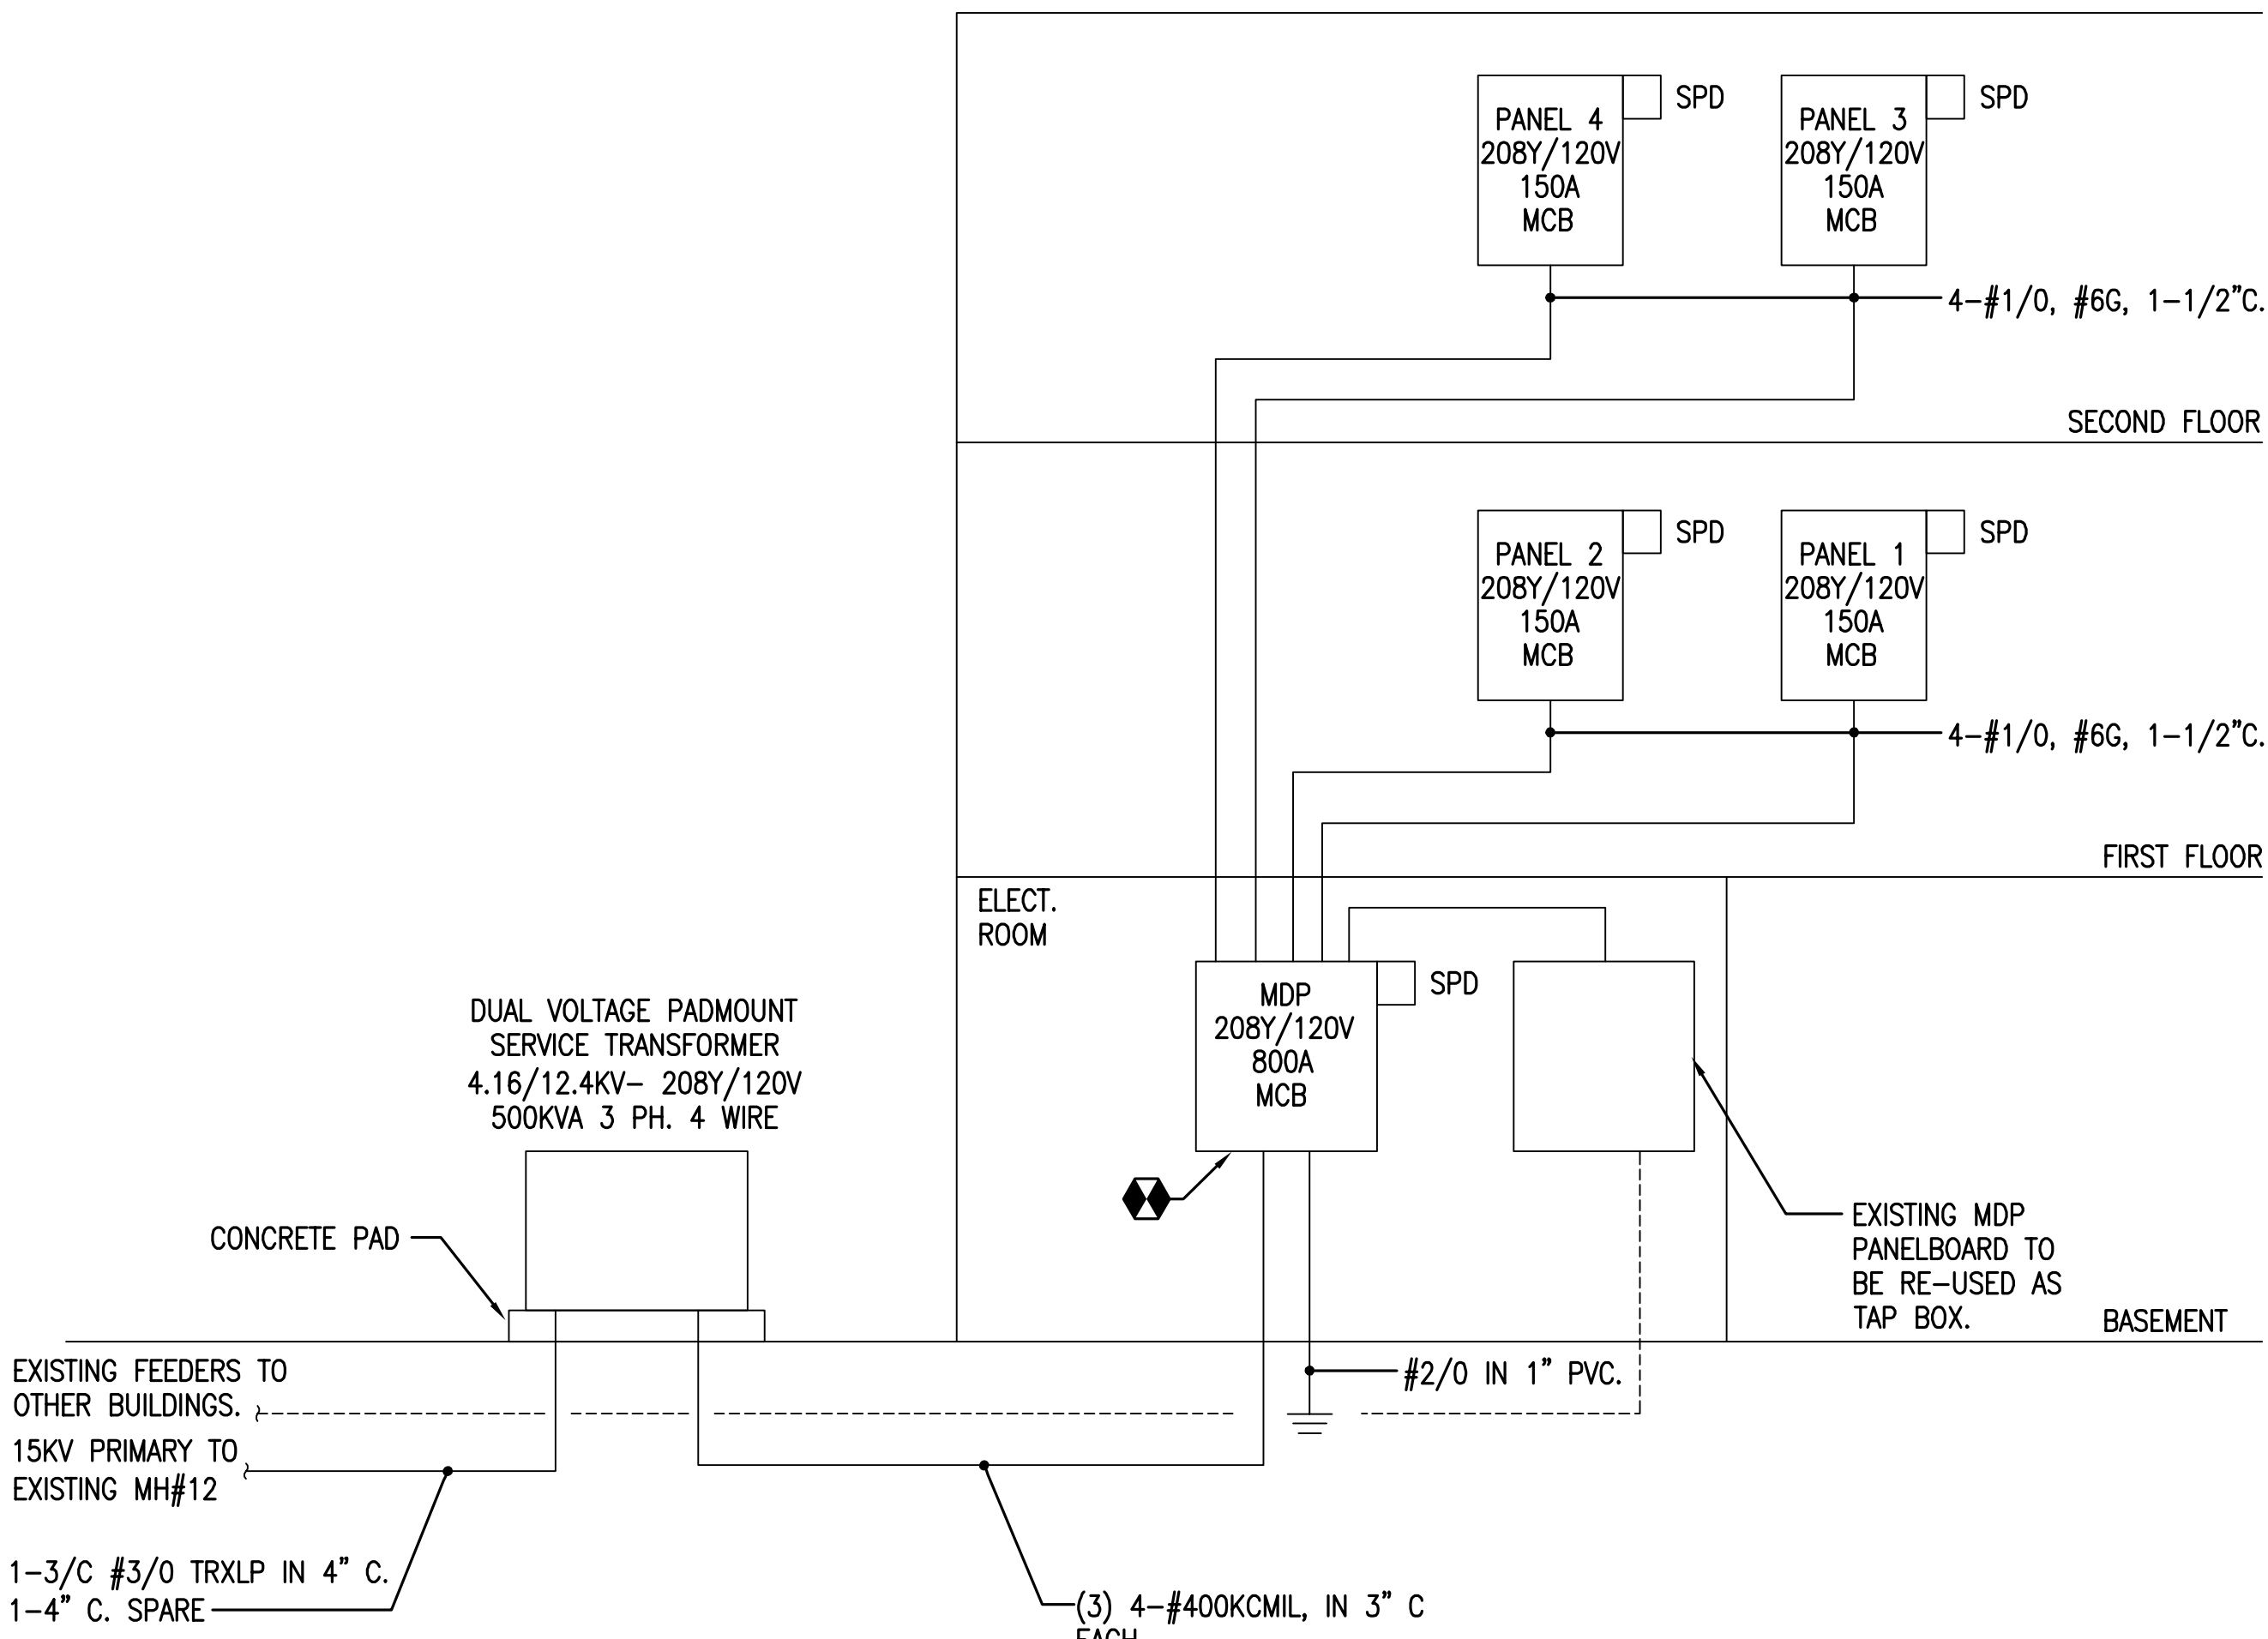 PANEL 4
208Y/120V
150A
MCB
SPD
PANEL 3
208Y/120V
150A
MCB
SPD
4-#1/0, #6G, 1-1/2"C.
SECOND FLOOR
PANEL 2
208Y/120V
150A
MCB
SPD
PANEL 1
208Y/120V
150A
MCB
SPD
4-#1/0, #6G, 1-1/2"C.
FIRST FLOOR
ELECT.
ROOM
MDP
208Y/120V
800A
MCB
SPD
DUAL VOLTAGE PADMOUNT
SERVICE TRANSFORMER
4.16/12.4KV- 208Y/120V
500KVA 3 PH. 4 WIRE
CONCRETE PAD
EXISTING MDP
PANELBOARD TO
BE RE-USED AS
TAP BOX.
BASEMENT
EXISTING FEEDERS TO
OTHER BUILDINGS.
#2/0 IN 1" PVC.
15KV PRIMARY TO
EXISTING MH#12
1-3/C #3/0 TRXLP IN 4" C.
1-4" C. SPARE
(3) 4-#400KCMIL, IN 3" C
EACH